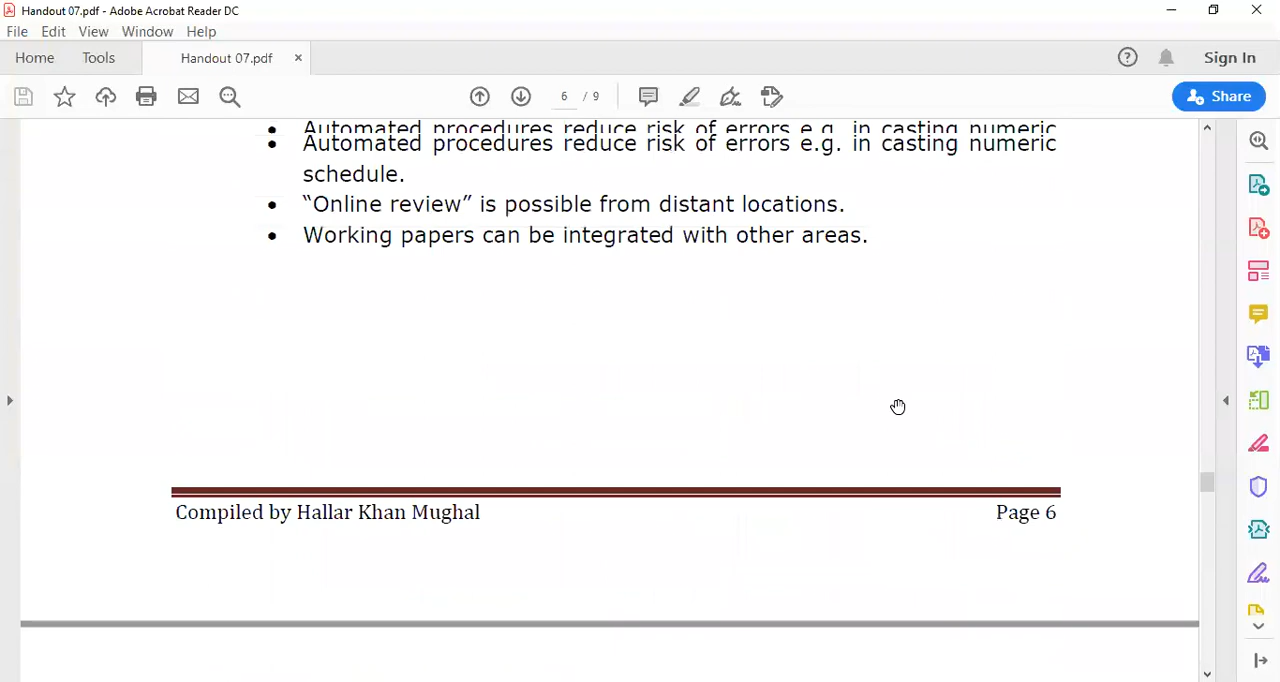 Handout 07.pdf - Adobe Acrobat Reader DC
File Edit View Window Help
Home Tools Handout 07.pdf × Sign In
6 / 9 Share
Automated procedures reduce risk of errors e.g. in casting numeric
• Automated procedures reduce risk of errors e.g. in casting numeric
schedule.
• “Online review” is possible from distant locations.
• Working papers can be integrated with other areas.
Compiled by Hallar Khan Mughal Page 6